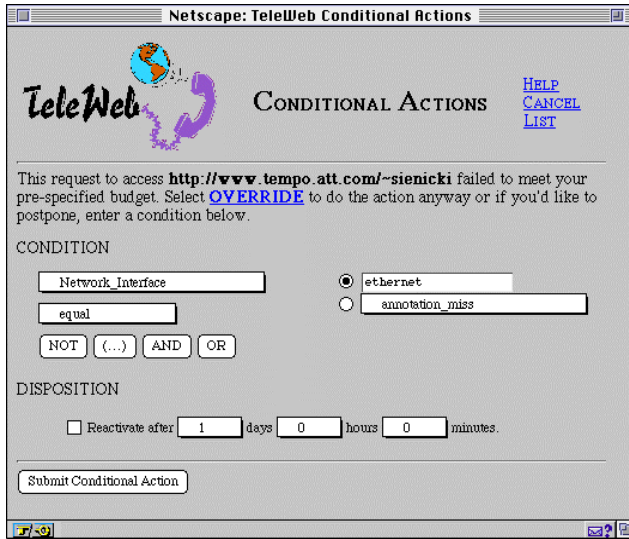 Netscape: TeleWeb Conditional Actions
TeleWeb
CONDITIONAL ACTIONS
HELP
CANCEL
LIST
This request to access http://www.tempo.att.com/~sienicki failed to meet your
pre-specified budget. Select OVERRIDE to do the action anyway or if you'd like to
postpone, enter a condition below.
CONDITION
Network_Interface
ethernet
equal
annotation_miss
NOT (...) AND OR
DISPOSITION
Reactivate after 1 days 0 hours 0 minutes.
Submit Conditional Action